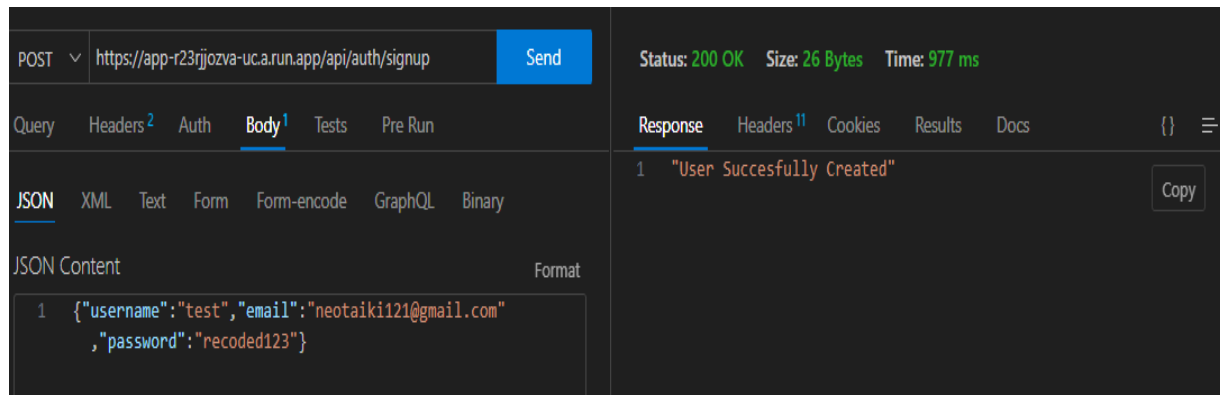 POST https://app-r23rjjozva-uc.a.run.app/api/auth/signup Send
Query Headers 2 Auth Body 1 Tests Pre Run
JSON XML Text Form Form-encode GraphQL Binary
JSON Content Format
1 {"username":"test","email":"neotaiki121@gmail.com"
,"password":"recoded123"}
Status: 200 OK Size: 26 Bytes Time: 977 ms
Response Headers 11 Cookies Results Docs {}
1 "User Succesfully Created"
Copy